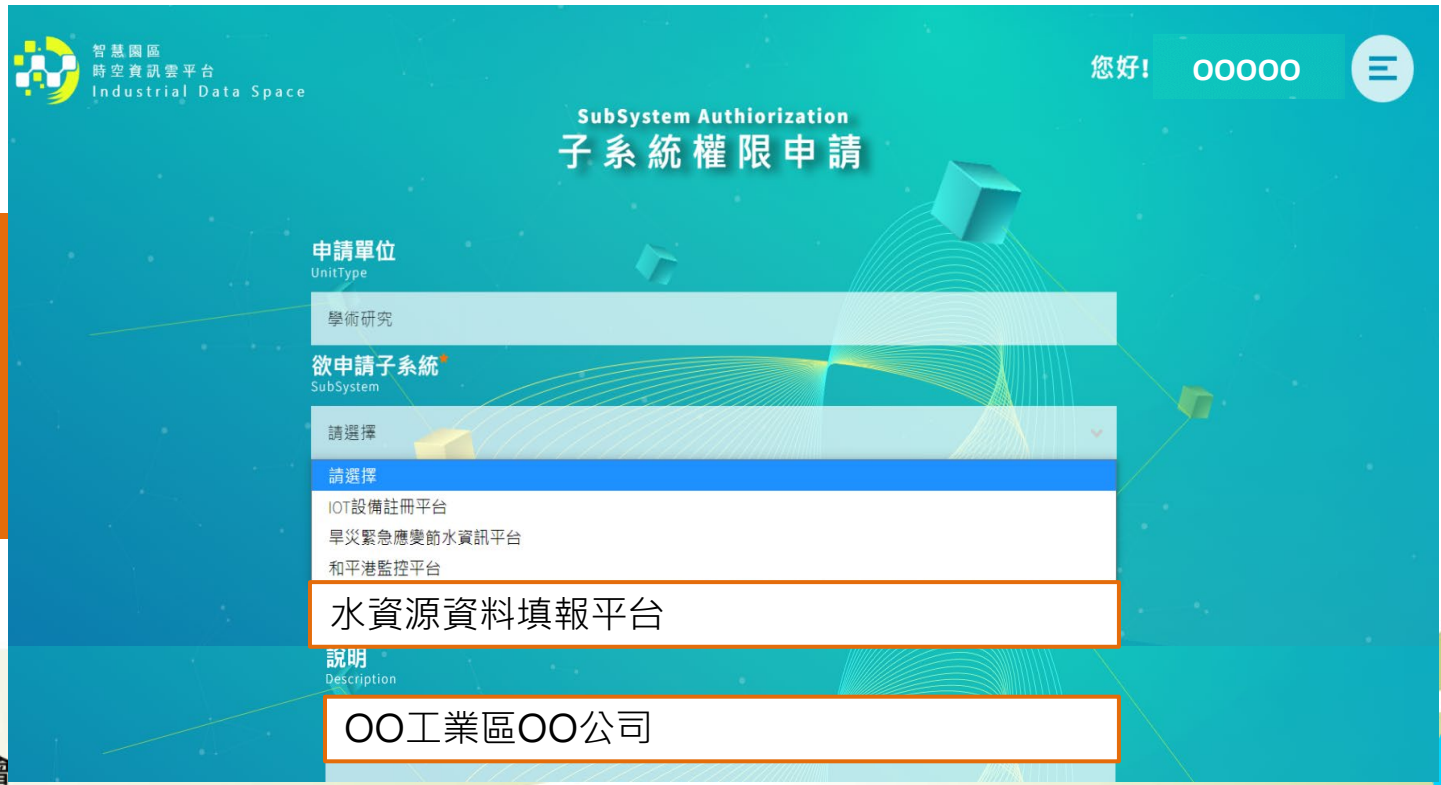 智慧園區
時空資訊雲平台
Industrial Data Space
您好! OOOOO
SubSystem Authiorization
子系統權限申請
申請單位
UnitType
學術研究
欲申請子系統*
SubSystem
請選擇
請選擇
IOT設備註冊平台
旱災緊急應變節水資訊平台
和平港監控平台
水資源資料填報平台
說明
Description
OO工業區OO公司